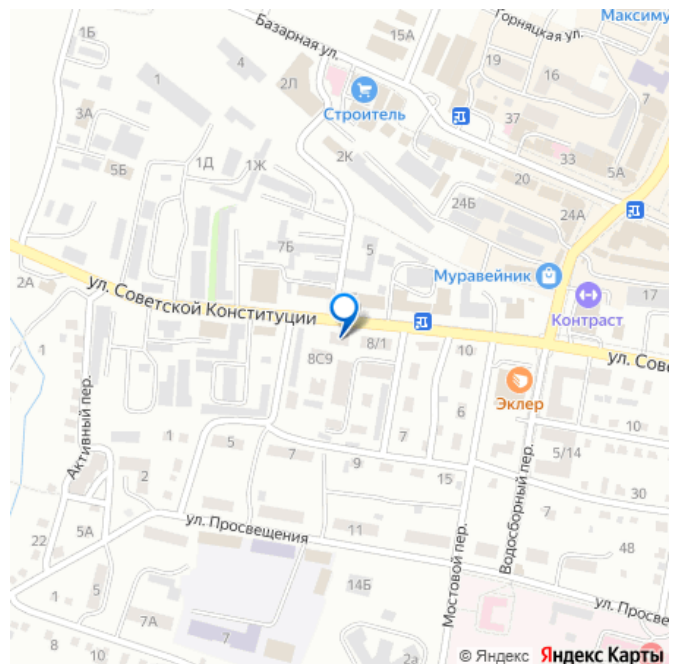 Максиму
Горняцкая ул.
Базарная ул.
15А
1Б
19
16
7
4
1
2Л
Строитель
37
3А
33
5А
5Б
1Д
1Ж
2К
20
24Б
24А
7Б
5
Муравейник
2А
17
Контраст
ул. Советской Конституции
8/1
10
ул. Сове
1
8С9
Эклер
Активный пер.
6
1
5
7
7
5/14
9
15
2
30
Водосборный пер.
7
ул. Просвещения
11
5А
22
48
Мостовой пер.
14Б
1
5
ул. Просве
7А
7
8
10
2а
© Яндекс Яндекс Карты